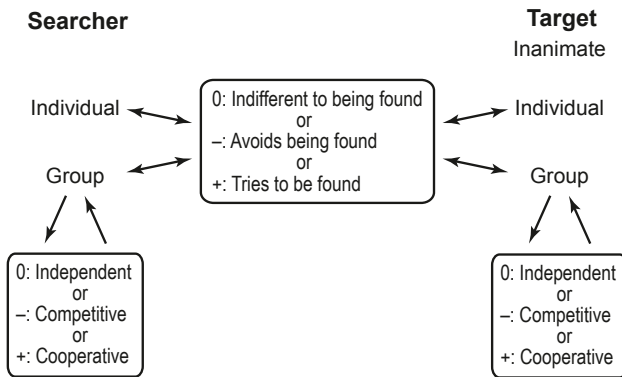 Searcher
Target
Inanimate
Individual
0: Indifferent to being found
or
–: Avoids being found
or
+: Tries to be found
Individual
Group
Group
0: Independent
or
–: Competitive
or
+: Cooperative
0: Independent
or
–: Competitive
or
+: Cooperative